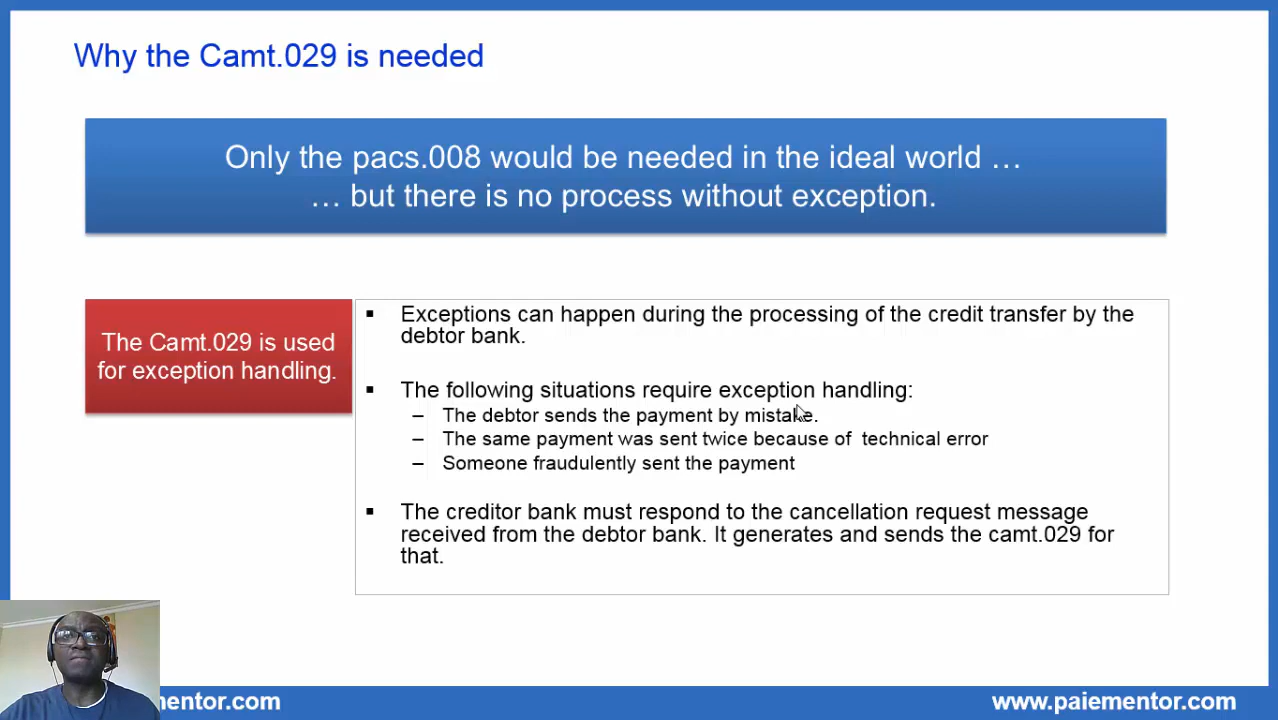 Why the Camt.029 is needed
Only the pacs.008 would be needed in the ideal world …
… but there is no process without exception.
The Camt.029 is used
for exception handling.
▪ Exceptions can happen during the processing of the credit transfer by the
debtor bank.
▪ The following situations require exception handling:
– The debtor sends the payment by mistake.
– The same payment was sent twice because of technical error
– Someone fraudulently sent the payment
▪ The creditor bank must respond to the cancellation request message
received from the debtor bank. It generates and sends the camt.029 for
that.
mentor.com
www.paiementor.com